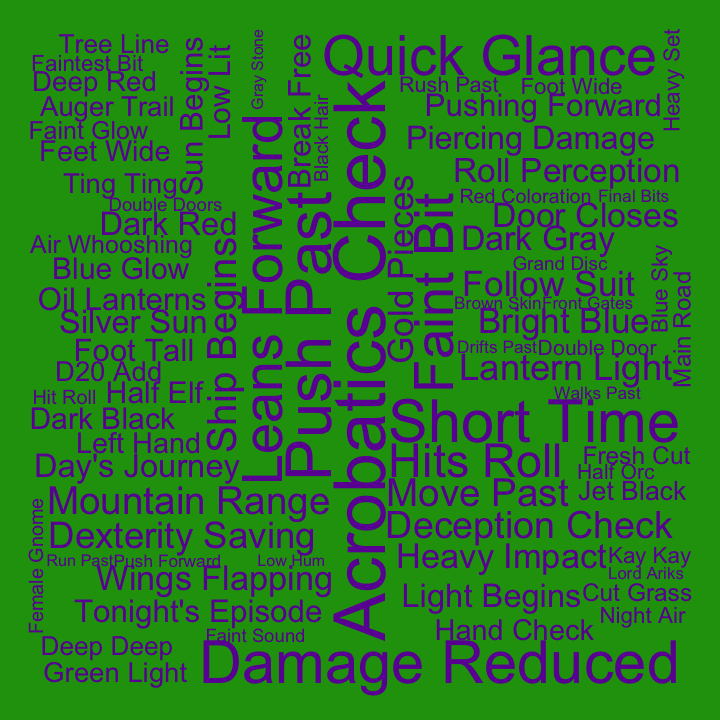 Tree Line
Faintest Bit
Deep Red
Auger Trail
Faint Glow
Feet Wide
Ting Ting
Double Doors
Dark Red
Air Whooshing
Blue Glow
Oil Lanterns
Silver Sun
Foot Tall
D20 Add
Hit Roll
Half Elf
Dark Black
Left Hand
Day's Journey
Mountain Range
Dexterity Saving
Run Past
Push Forward
Low Hum
Wings Flapping
Female Gnome
Tonight's Episode
Faint Sound
Deep Deep
Green Light
Damage Reduced
Sun Begins
Low Lit
Gray Stone
Break Free
Black Hair
Ship Begins
Leans Forward
Push Past
Acrobatics Check
Gold Pieces
Faint Bit
Quick Glance
Heavy Set
Rush Past
Foot Wide
Pushing Forward
Piercing Damage
Roll Perception
Red Coloration
Final Bits
Door Closes
Dark Gray
Grand Disc
Follow Suit
Blue Sky
Main Road
Brown Skin
Front Gates
Bright Blue
Drifts Past
Double Door
Lantern Light
Walks Past
Short Time
Hits Roll
Fresh Cut
Half Orc
Move Past
Jet Black
Deception Check
Heavy Impact
Kay Kay
Lord Ariks
Light Begins
Cut Grass
Night Air
Hand Check